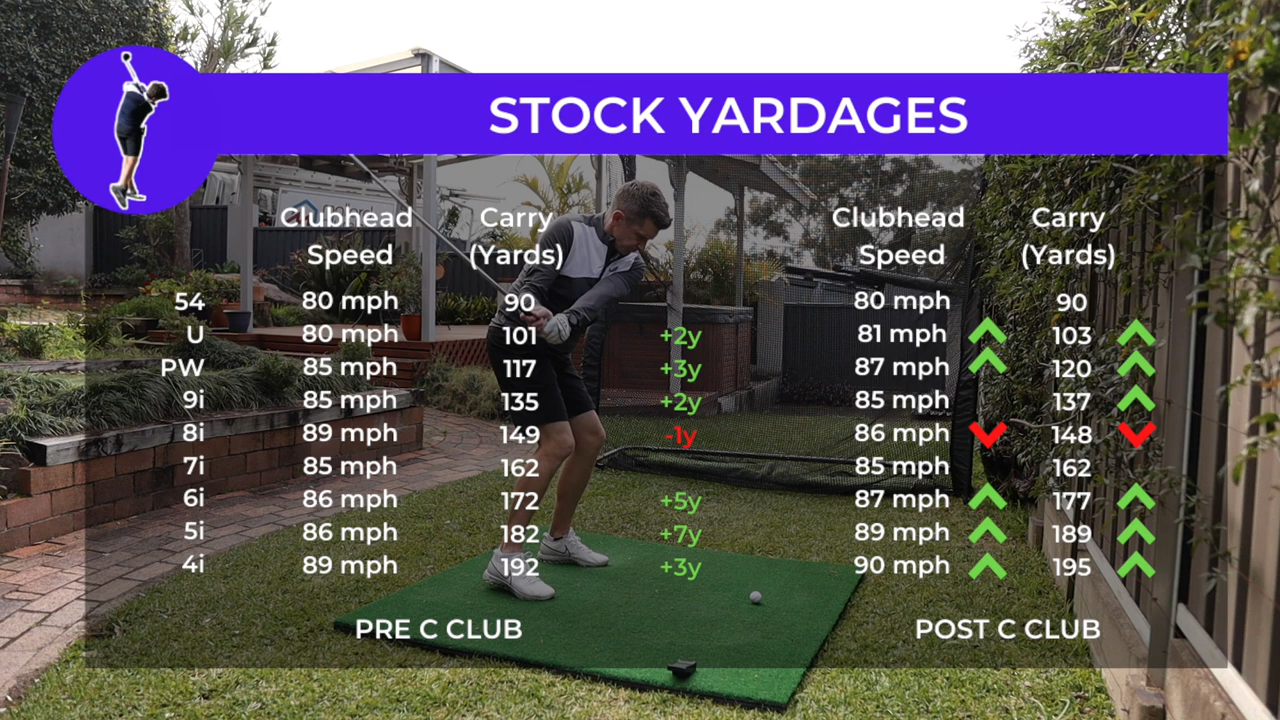 STOCK YARDAGES
Clubhead Speed Carry (Yards) Clubhead Speed Carry (Yards)
54 80 mph 90 80 mph 90
U 80 mph 101 +2y 81 mph 103
PW 85 mph 117 +3y 87 mph 120
9i 85 mph 135 +2y 85 mph 137
8i 89 mph 149 -1y 86 mph 148
7i 85 mph 162 85 mph 162
6i 86 mph 172 +5y 87 mph 177
5i 86 mph 182 +7y 89 mph 189
4i 89 mph 192 +3y 90 mph 195
PRE C CLUB POST C CLUB